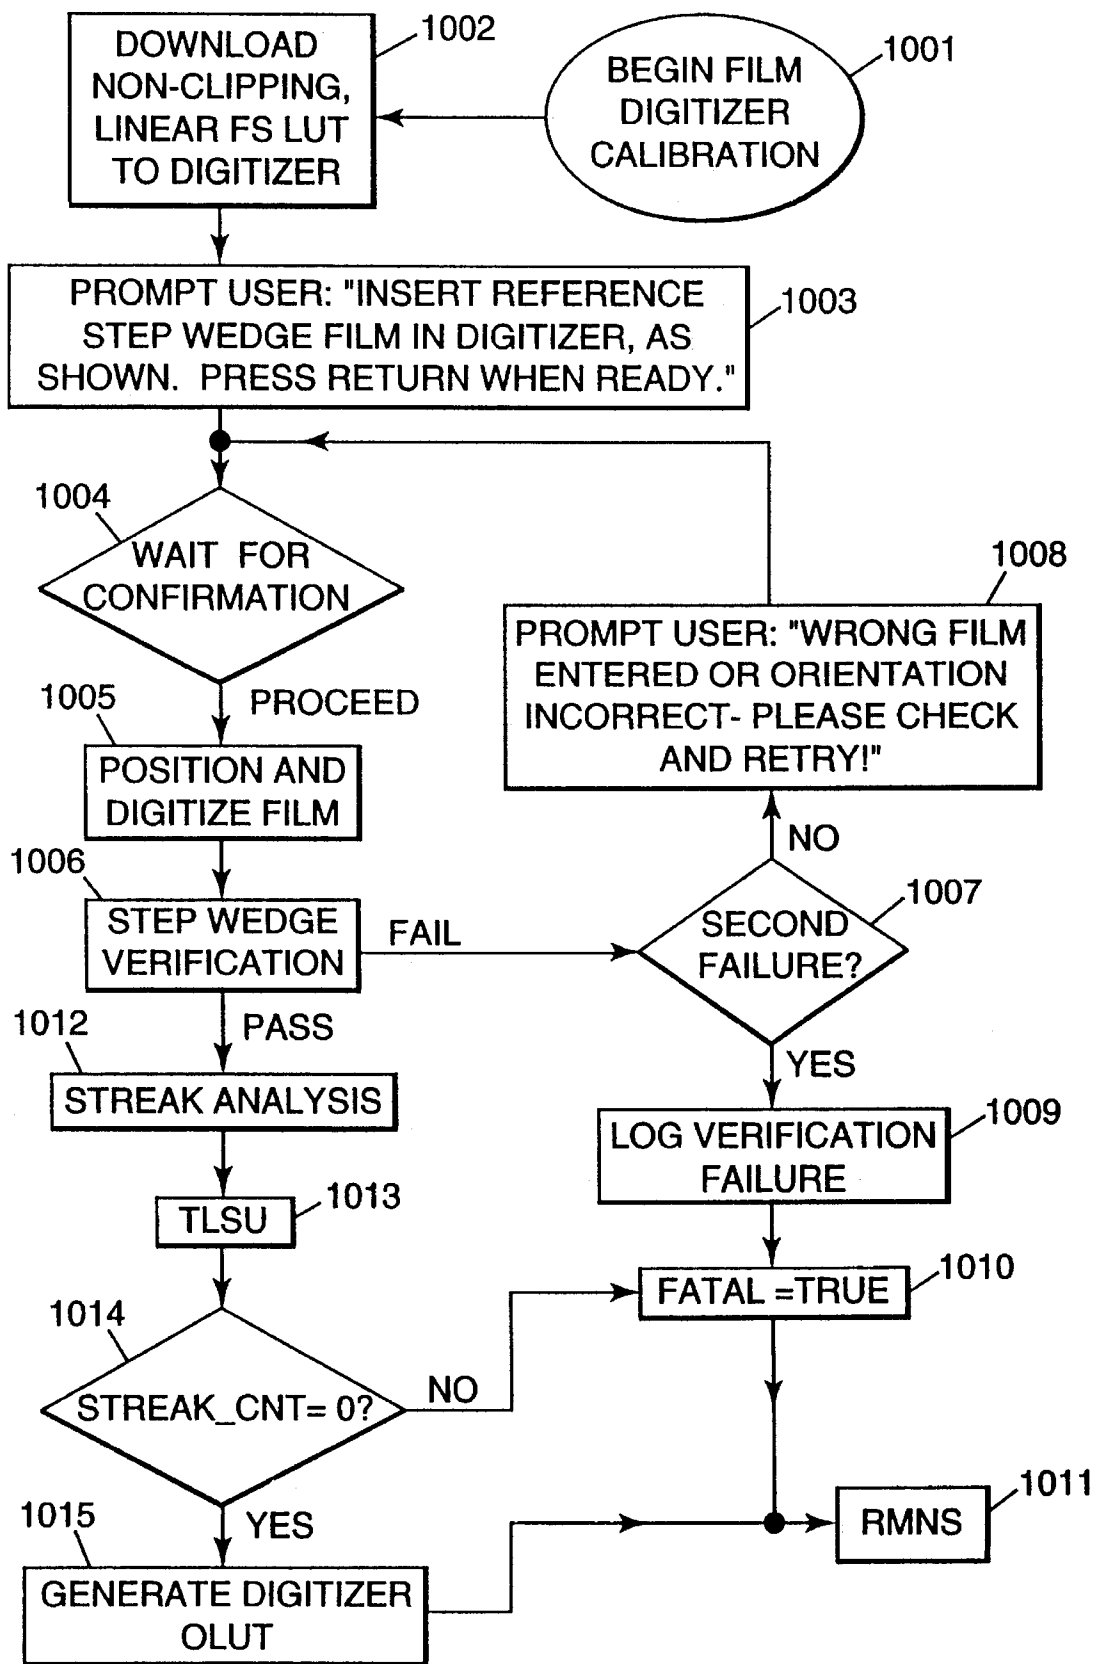 DOWNLOAD
NON-CLIPPING,
LINEAR FS LUT
TO DIGITIZER
1002
BEGIN FILM
DIGITIZER
CALIBRATION
1001
PROMPT USER: "INSERT REFERENCE
STEP WEDGE FILM IN DIGITIZER, AS
SHOWN. PRESS RETURN WHEN READY."
1003
1004
WAIT FOR
CONFIRMATION
PROCEED
1005
POSITION AND
DIGITIZE FILM
1006
STEP WEDGE
VERIFICATION
FAIL
PASS
1008
PROMPT USER: "WRONG FILM
ENTERED OR ORIENTATION
INCORRECT- PLEASE CHECK
AND RETRY!"
NO
1007
SECOND
FAILURE?
YES
1009
LOG VERIFICATION
FAILURE
1012
STREAK ANALYSIS
1013
TLSU
1010
FATAL =TRUE
1014
STREAK_CNT= 0?
NO
YES
1015
GENERATE DIGITIZER
OLUT
1011
RMNS